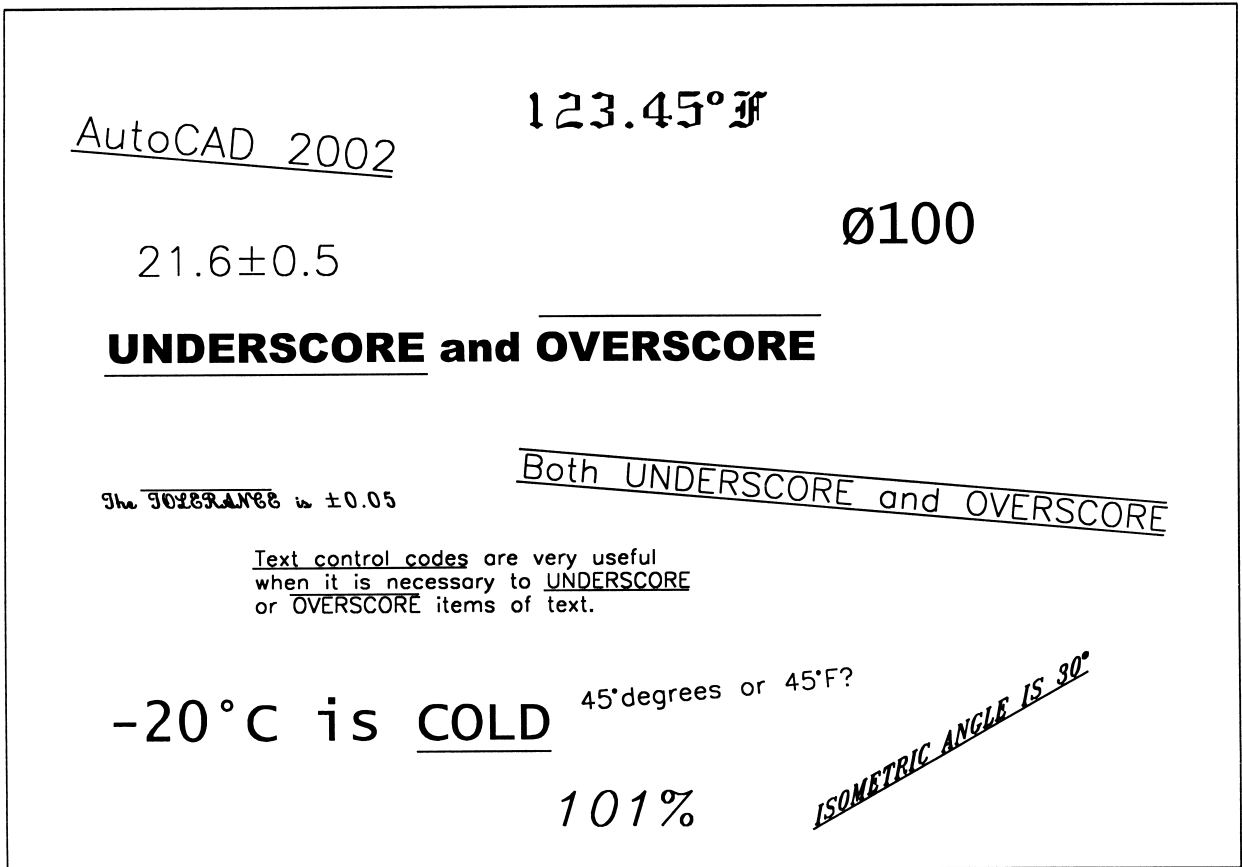 123.45°F
AutoCAD 2002
Ø100
21.6±0.5
UNDERSCORE and OVERSCORE
Both UNDERSCORE and OVERSCORE
The TOLERANCE is ±0.05
Text control codes are very useful
when it is necessary to UNDERSCORE
or OVERSCORE items of text.
45°degrees or 45°F?
-20°C is COLD
ISOMETRIC ANGLE IS 30°
101%